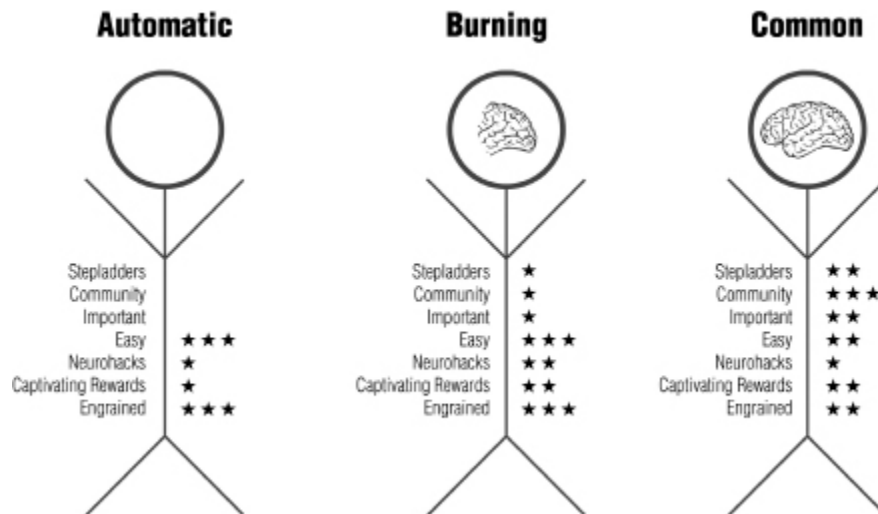 Automatic
Stepladders
Community
Important
Easy ★ ★ ★
Neurohacks ★
Captivating Rewards ★
Engrained ★ ★ ★
Burning
Stepladders ★
Community ★
Important ★
Easy ★ ★ ★
Neurohacks ★ ★
Captivating Rewards ★ ★
Engrained ★ ★ ★
Common
Stepladders ★ ★
Community ★ ★ ★
Important ★ ★
Easy ★ ★
Neurohacks ★
Captivating Rewards ★ ★
Engrained ★ ★